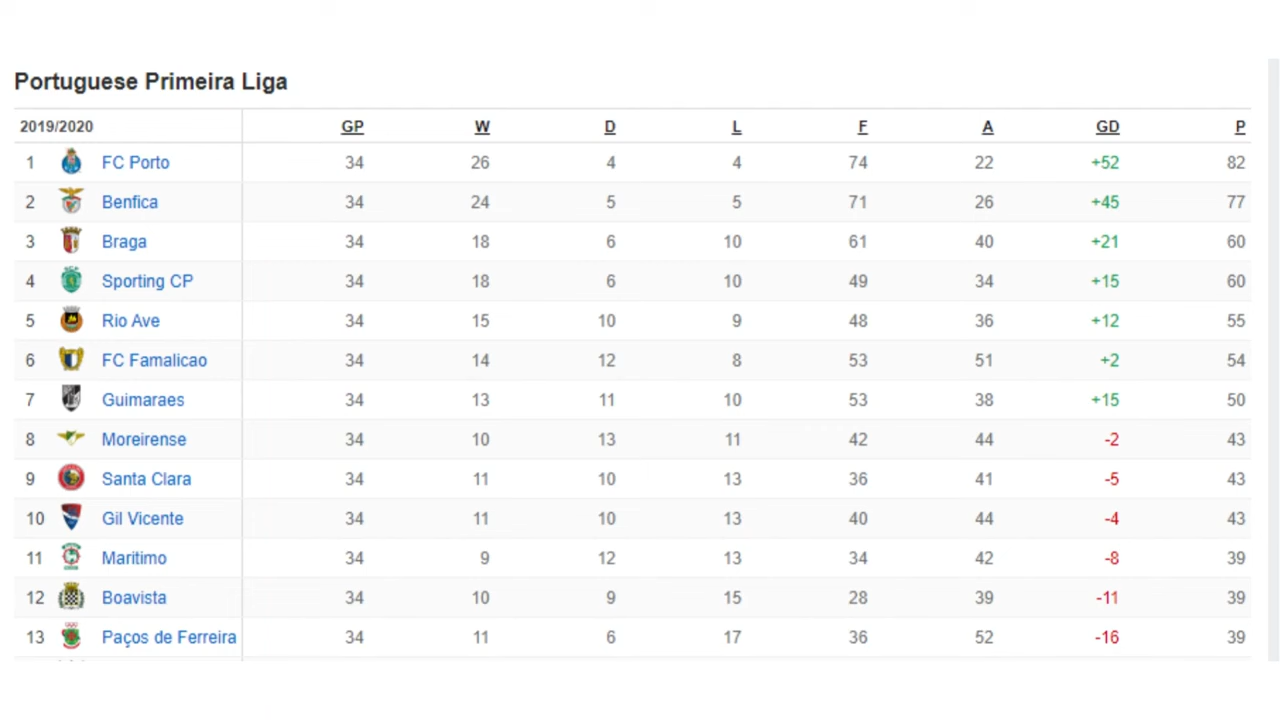 Portuguese Primeira Liga
2019/2020 GP W D L F A GD P
1 FC Porto 34 26 4 4 74 22 +52 82
2 Benfica 34 24 5 5 71 26 +45 77
3 Braga 34 18 6 10 61 40 +21 60
4 Sporting CP 34 18 6 10 49 34 +15 60
5 Rio Ave 34 15 10 9 48 36 +12 55
6 FC Famalicao 34 14 12 8 53 51 +2 54
7 Guimaraes 34 13 11 10 53 38 +15 50
8 Moreirense 34 10 13 11 42 44 -2 43
9 Santa Clara 34 11 10 13 36 41 -5 43
10 Gil Vicente 34 11 10 13 40 44 -4 43
11 Maritimo 34 9 12 13 34 42 -8 39
12 Boavista 34 10 9 15 28 39 -11 39
13 Paços de Ferreira 34 11 6 17 36 52 -16 39